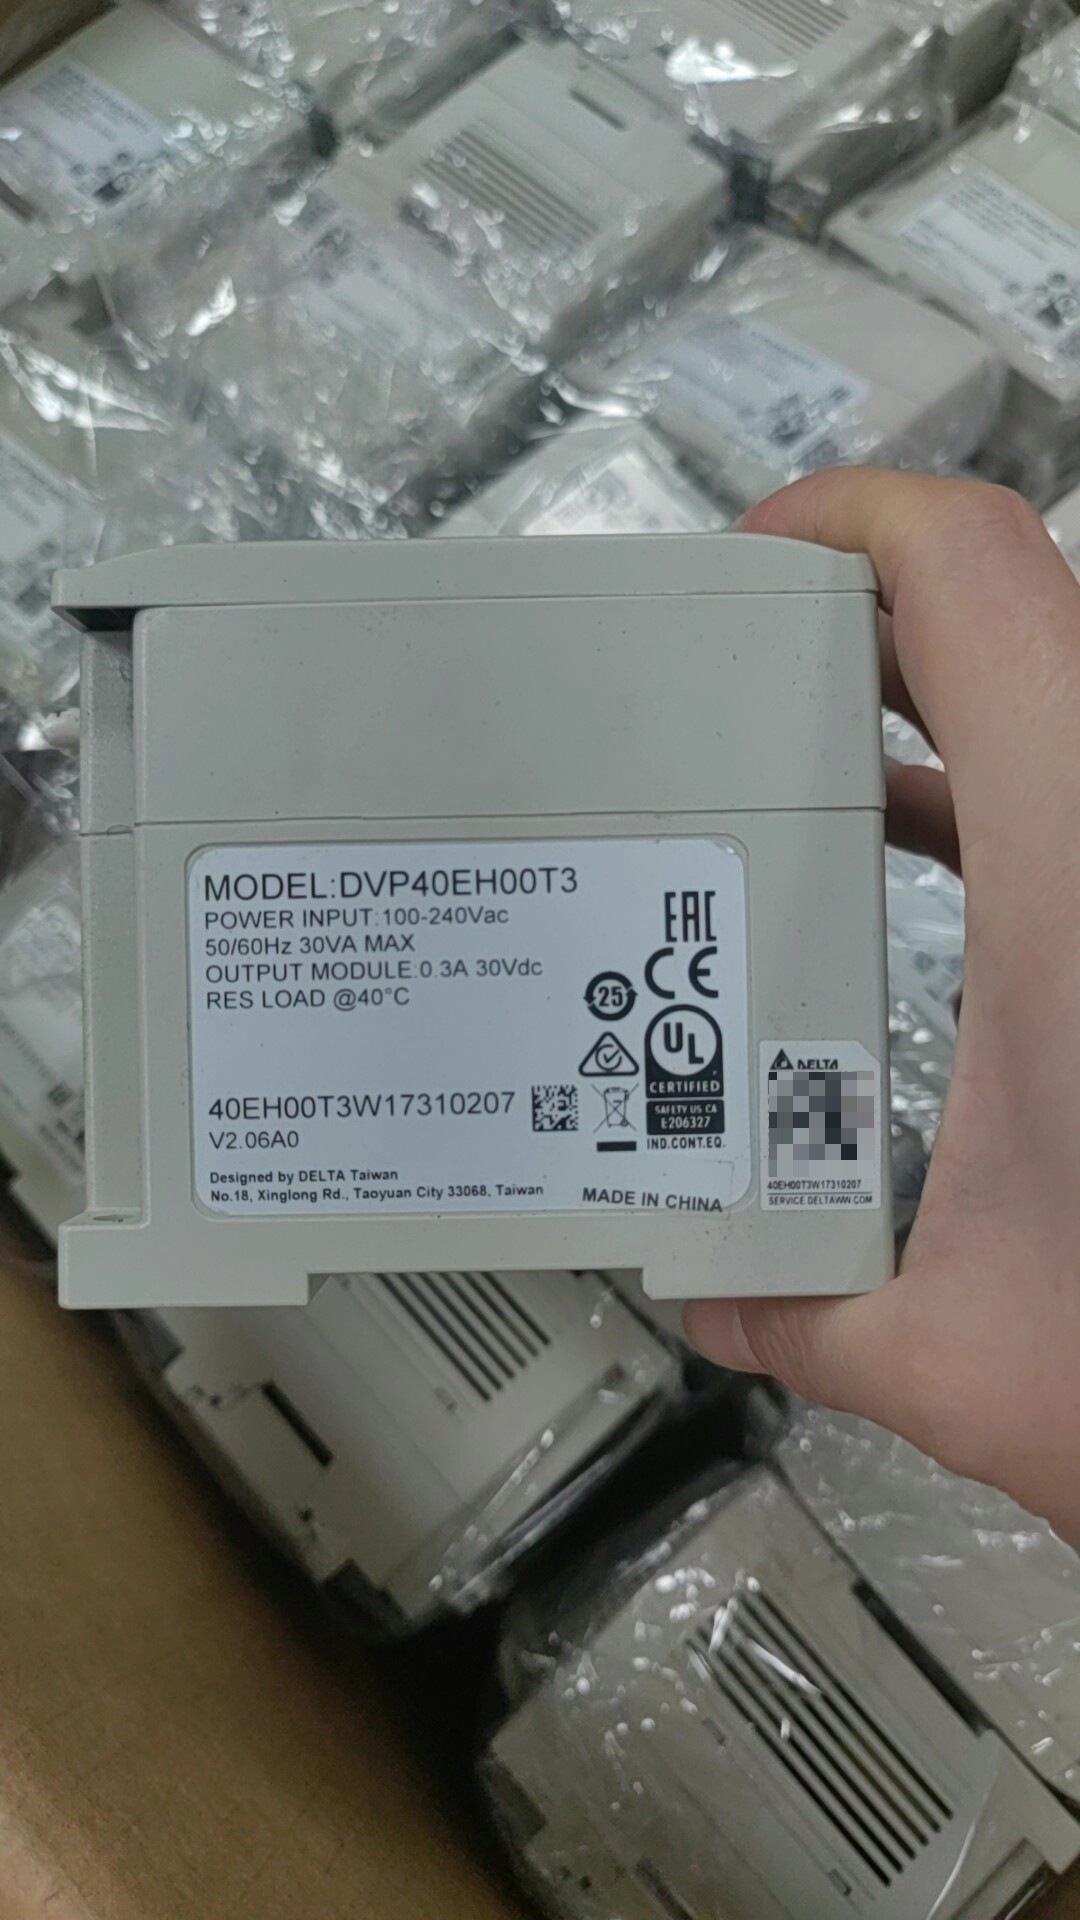 MODEL:DVP40EH00T3
POWER INPUT:100-240Vac
50/60Hz 30VA MAX
OUTPUT MODULE:0.3A 30Vdc
RES LOAD @40°C
EAC
CE
25
UL
CERTIFIED
SAFETY US CA
E206327
IND.CONT.EQ.
40EH00T3W17310207
V2.06A0
Designed by DELTA Taiwan
No.18, Xinglong Rd., Taoyuan City 33068, Taiwan
MADE IN CHINA
DELTA
40EH00T3W17310207
SERVICE.DELTAWW.COM